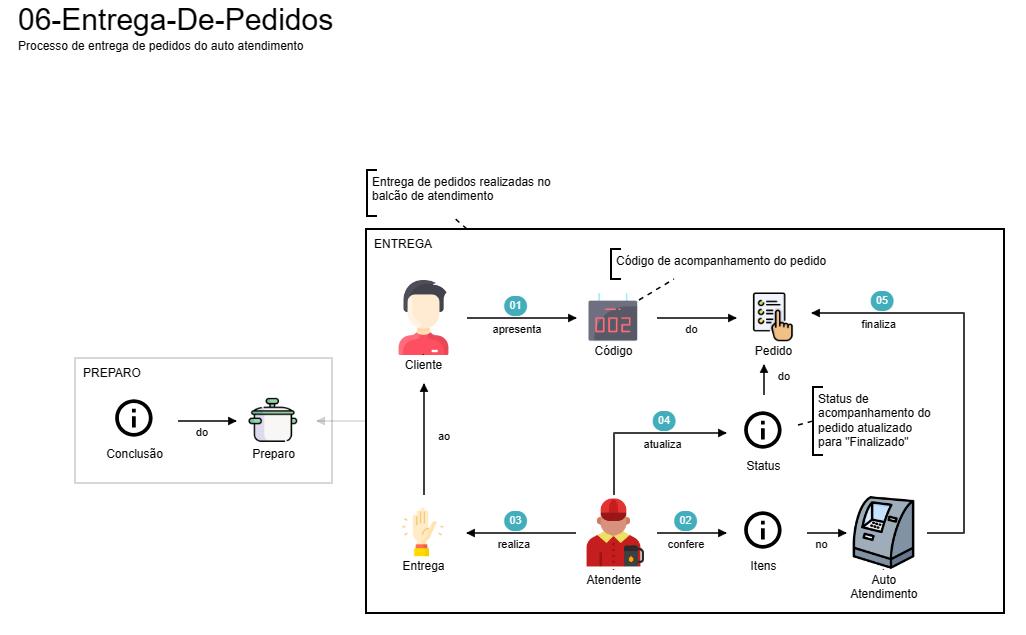 06-Entrega-De-Pedidos
Processo de entrega de pedidos do auto atendimento
Entrega de pedidos realizadas no
balcão de atendimento
ENTREGA
Código de acompanhamento do pedido
01
apresenta
002
do
05
finaliza
Cliente
Código
Pedido
PREPARO
do
Conclusão
Preparo
ao
do
04
atualiza
Status
Status de
acompanhamento do
pedido atualizado
para "Finalizado"
03
realiza
02
confere
no
Entrega
Atendente
Itens
Auto
Atendimento